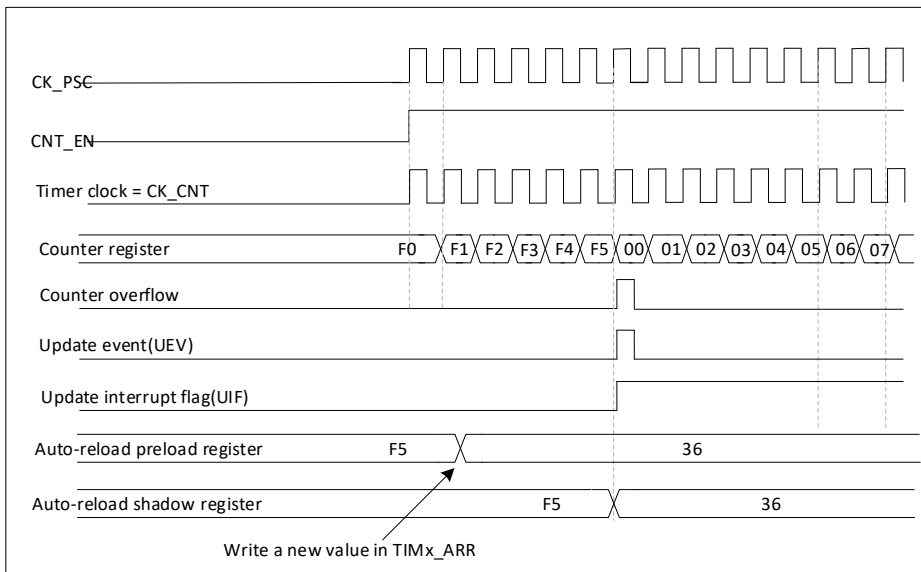 CK_PSC
CNT_EN
Timer clock = CK_CNT
Counter register F0 F1 F2 F3 F4 F5 00 01 02 03 04 05 06 07
Counter overflow
Update event(UEV)
Update interrupt flag(UIF)
Auto-reload preload register F5 36
Auto-reload shadow register F5 36
Write a new value in TIMx_ARR